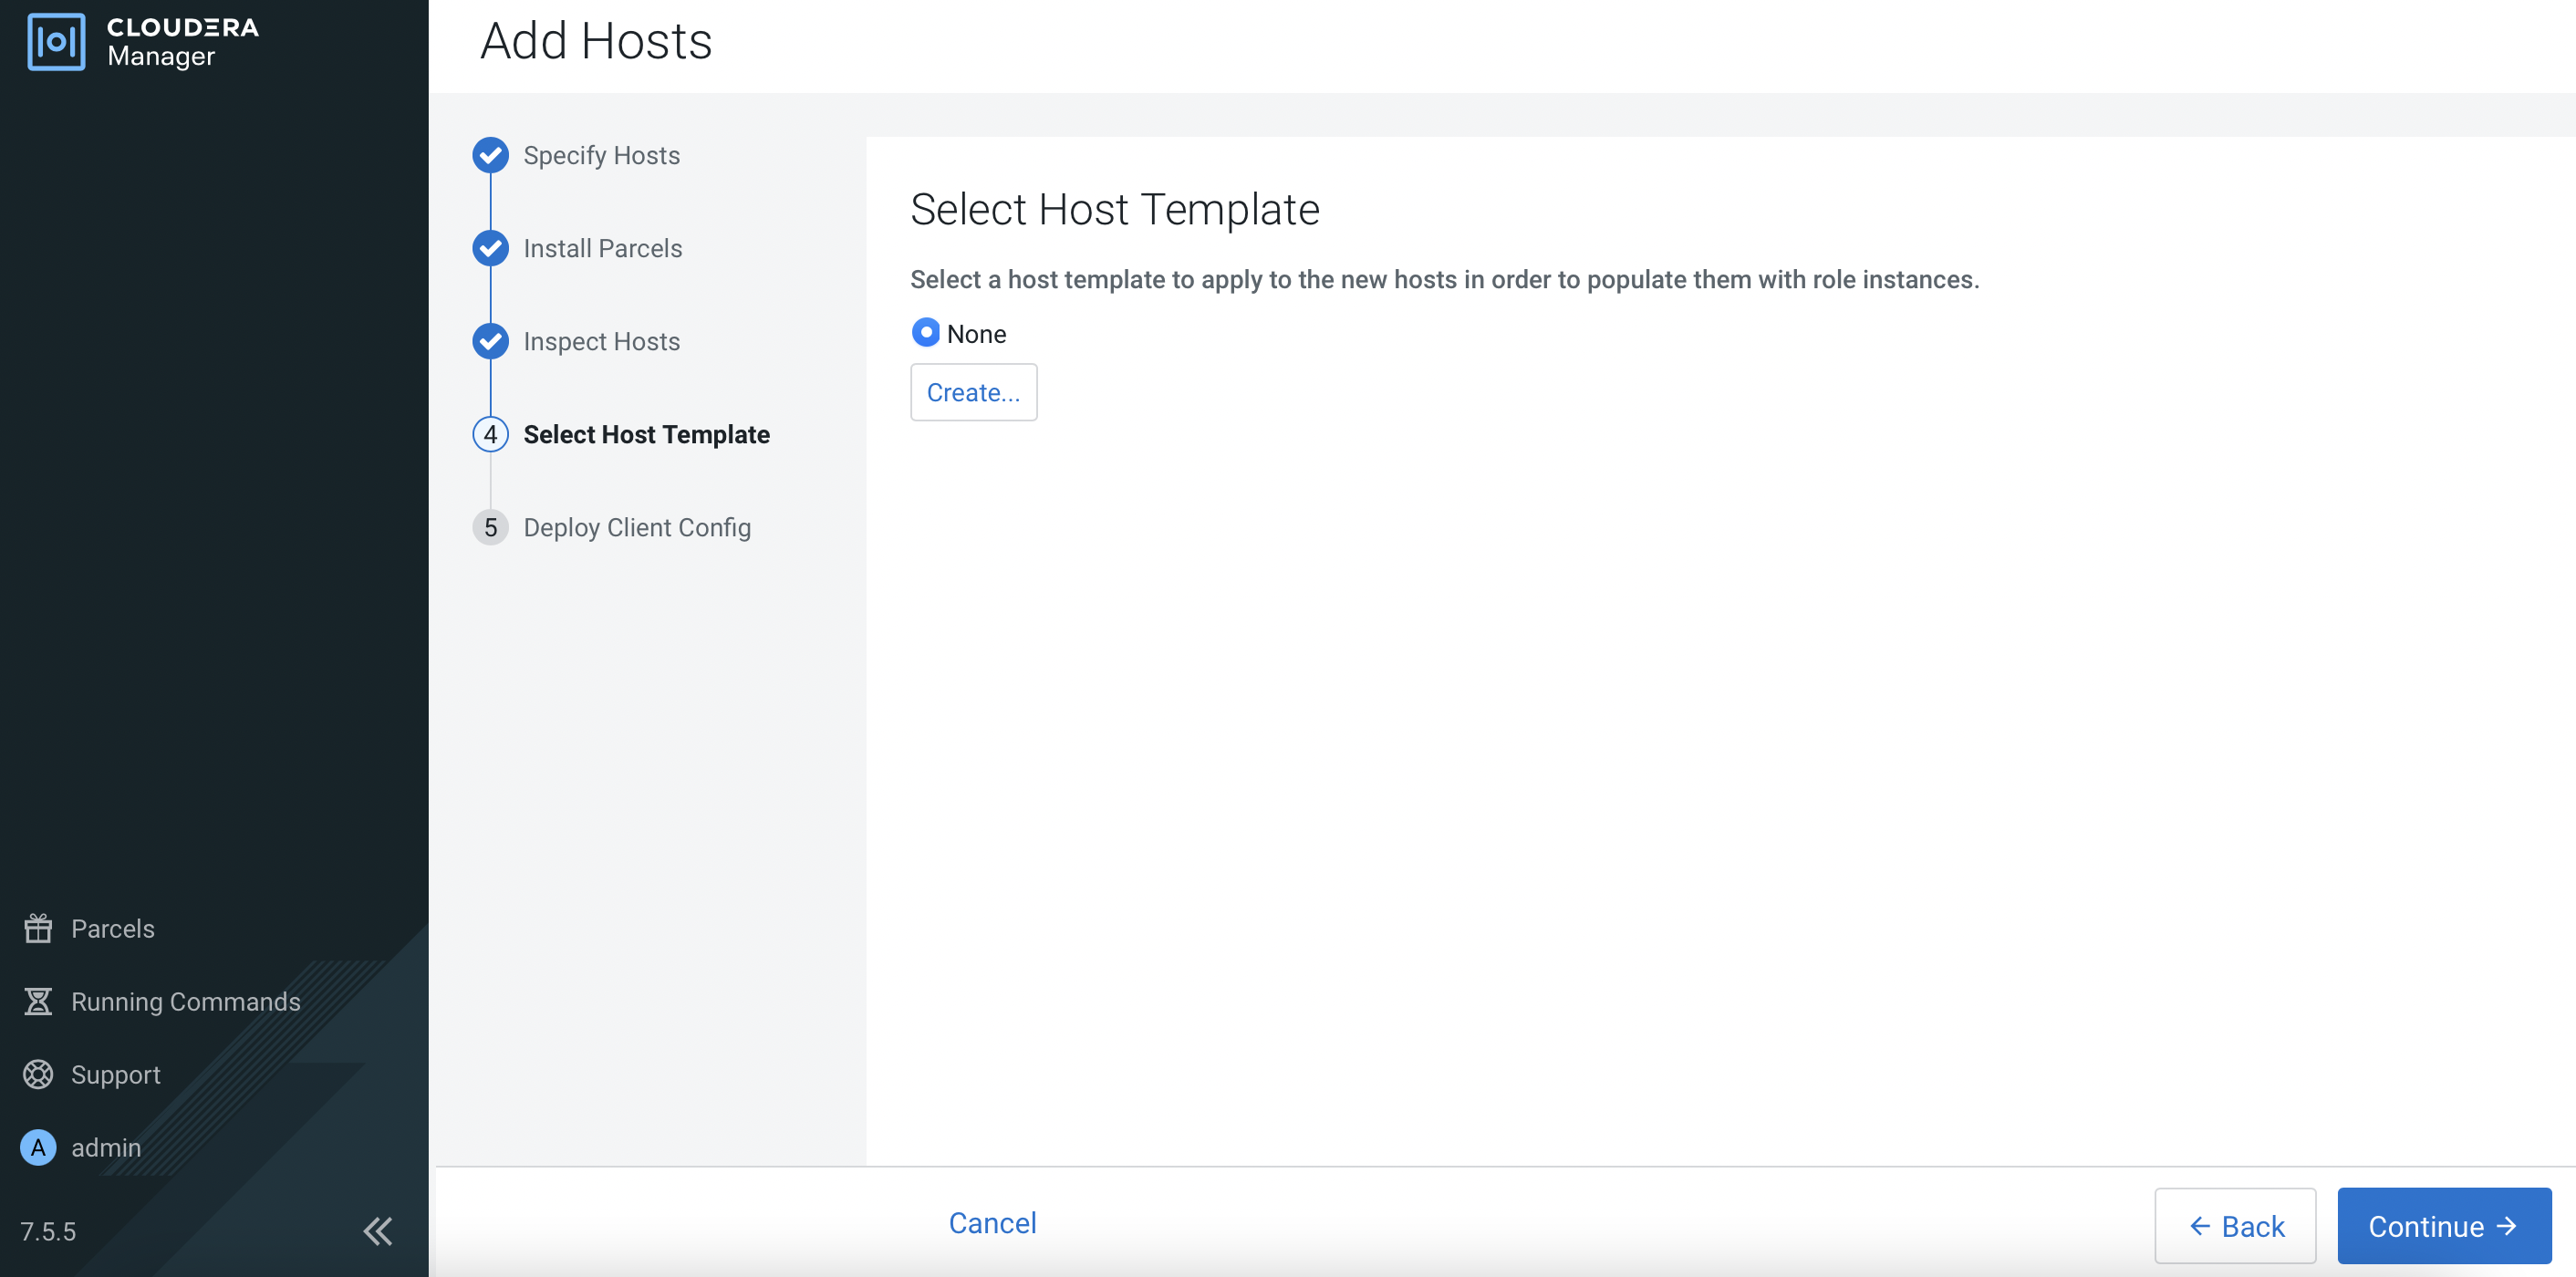 CLOUDERA
Manager
Add Hosts
Specify Hosts
Install Parcels
Inspect Hosts
4 Select Host Template
5 Deploy Client Config
Select Host Template
Select a host template to apply to the new hosts in order to populate them with role instances.
None
Create...
Parcels
Running Commands
Support
A admin
7.5.5
Cancel
← Back
Continue →